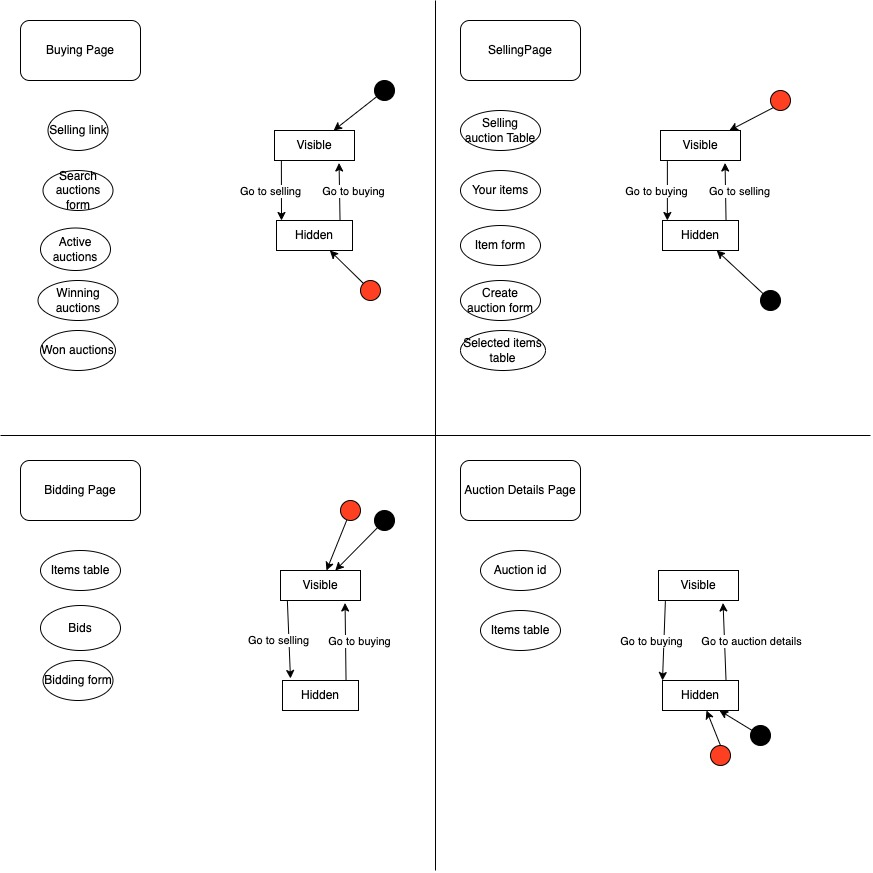 Buying Page
Selling link
Search
auctions
form
Active
auctions
Winning
auctions
Won auctions
Visible
Go to selling
Go to buying
Hidden
SellingPage
Selling
auction Table
Your items
Item form
Create
auction form
Selected items
table
Visible
Go to buying
Go to selling
Hidden
Bidding Page
Items table
Bids
Bidding form
Visible
Go to selling
Go to buying
Hidden
Auction Details Page
Auction id
Items table
Visible
Go to buying
Go to auction details
Hidden